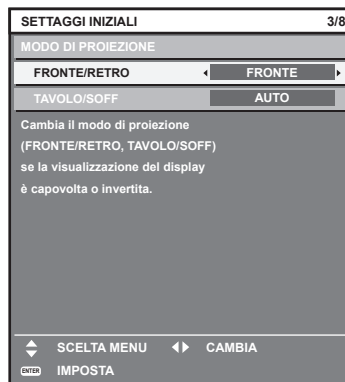 SETTAGGI INIZIALI 3/8
MODO DI PROIEZIONE
FRONTE/RETRO FRONTE
TAVOLO/SOFF AUTO
Cambia il modo di proiezione
(FRONTE/RETRO, TAVOLO/SOFF)
se la visualizzazione del display
è capovolta o invertita.
SCELTA MENU CAMBIA
ENTER IMPOSTA